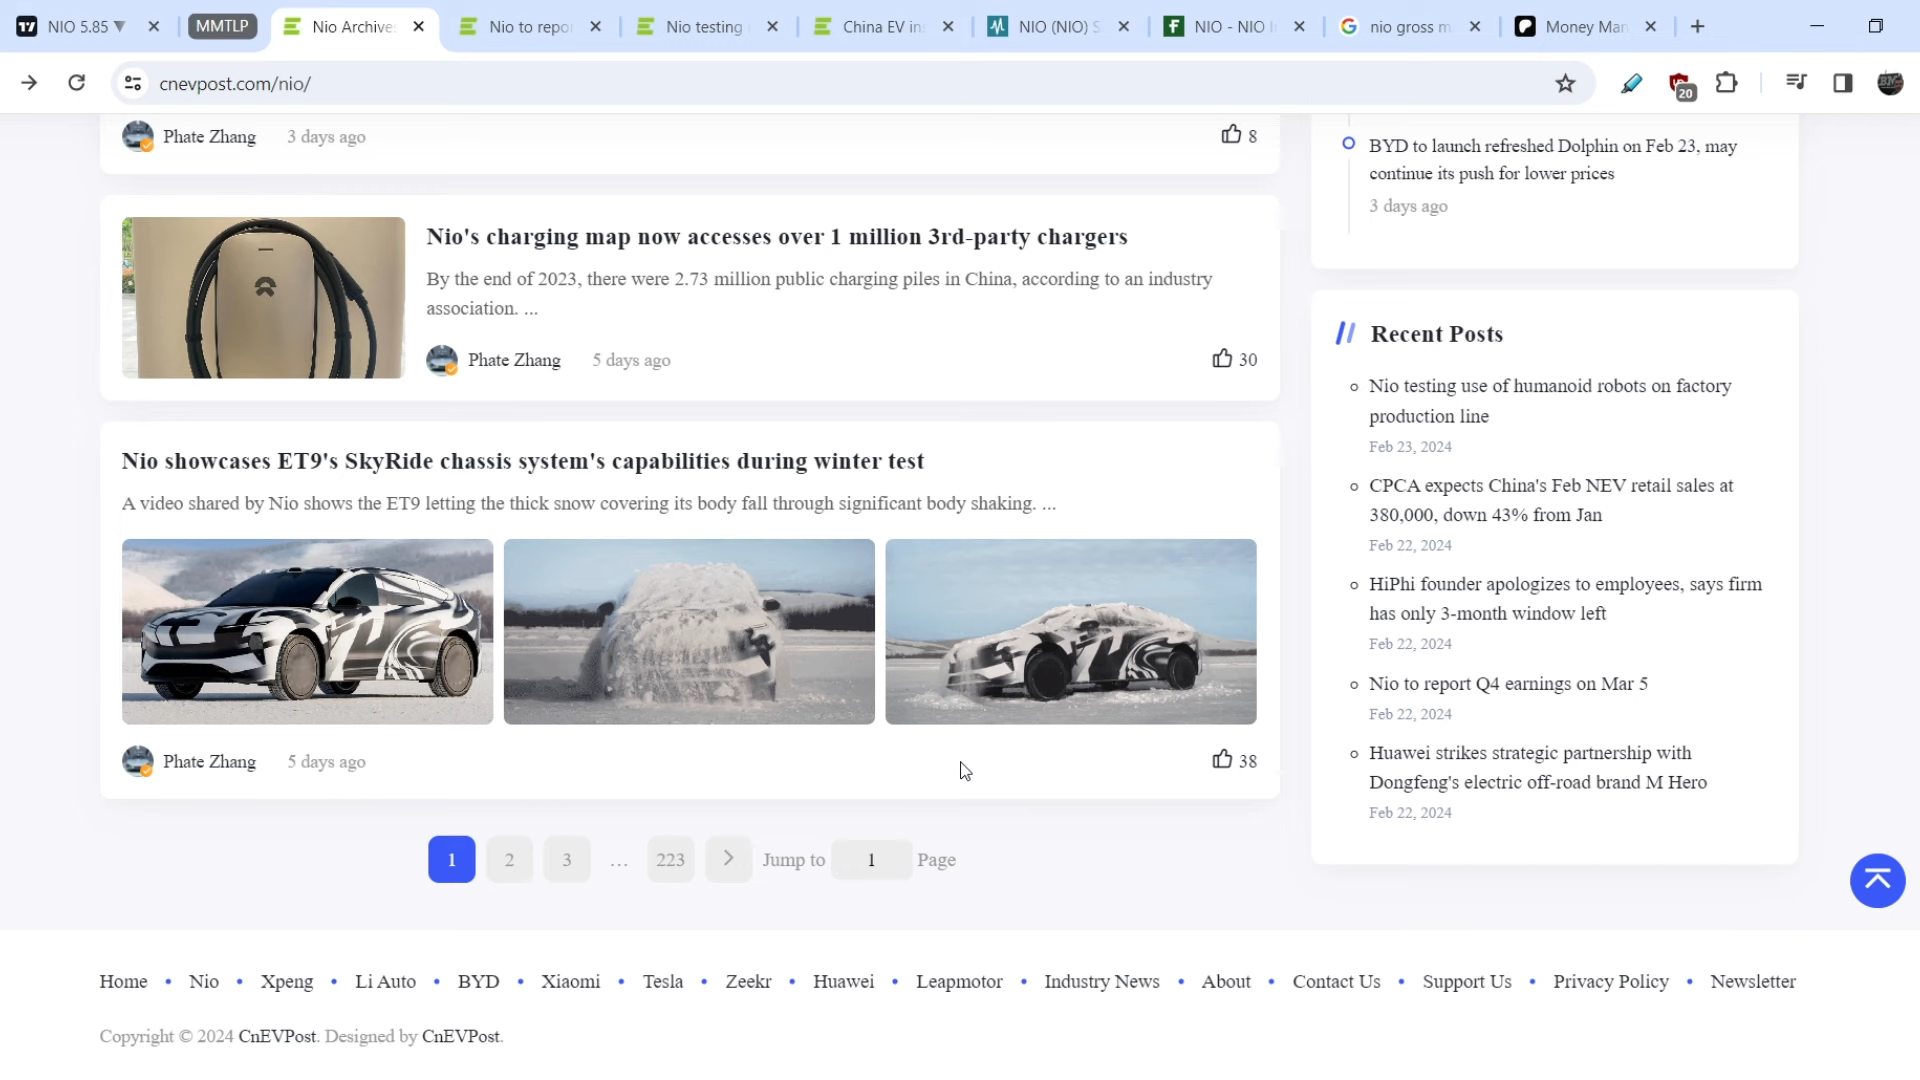 NIO 5.85 ▼
MMTLP
Nio Archive
Nio to repo
Nio testing
China EV in
NIO (NIO) S
NIO - NIO I
nio gross m
Money Man
cnevpost.com/nio/
20
Phate Zhang 3 days ago 8
Nio's charging map now accesses over 1 million 3rd-party chargers
By the end of 2023, there were 2.73 million public charging piles in China, according to an industry
association. ...
Phate Zhang 5 days ago 30
Nio showcases ET9's SkyRide chassis system's capabilities during winter test
A video shared by Nio shows the ET9 letting the thick snow covering its body fall through significant body shaking. ...
Phate Zhang 5 days ago 38
1 2 3 ... 223 > Jump to 1 Page
BYD to launch refreshed Dolphin on Feb 23, may
continue its push for lower prices
3 days ago
Recent Posts
Nio testing use of humanoid robots on factory
production line
Feb 23, 2024
CPCA expects China's Feb NEV retail sales at
380,000, down 43% from Jan
Feb 22, 2024
HiPhi founder apologizes to employees, says firm
has only 3-month window left
Feb 22, 2024
Nio to report Q4 earnings on Mar 5
Feb 22, 2024
Huawei strikes strategic partnership with
Dongfeng's electric off-road brand M Hero
Feb 22, 2024
Home • Nio • Xpeng • Li Auto • BYD • Xiaomi • Tesla • Zeekr • Huawei • Leapmotor • Industry News • About • Contact Us • Support Us • Privacy Policy • Newsletter
Copyright © 2024 CnEVPost. Designed by CnEVPost.